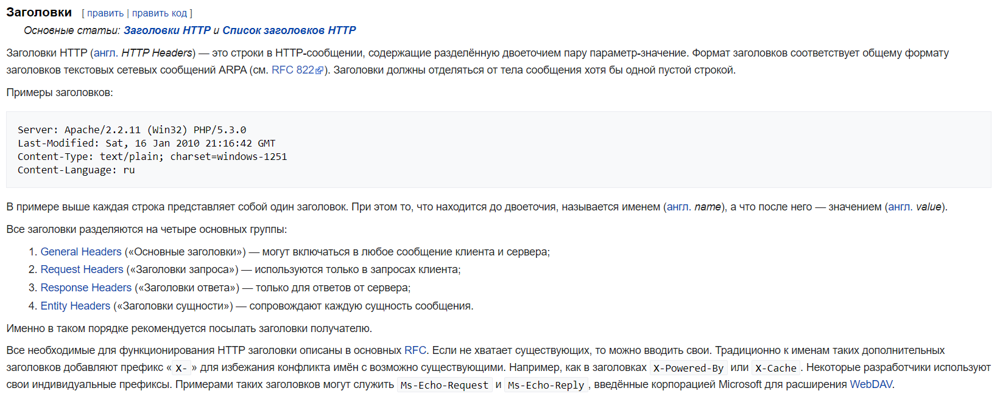 Заголовки [ править | править код ]
Основные статьи: Заголовки HTTP и Список заголовков HTTP
Заголовки HTTP (англ. HTTP Headers) — это строки в HTTP-сообщении, содержащие разделённую двоеточием пару параметр-значение. Формат заголовков соответствует общему формату
заголовков текстовых сетевых сообщений ARPA (см. RFC 822). Заголовки должны отделяться от тела сообщения хотя бы одной пустой строкой.
Примеры заголовков:
Server: Apache/2.2.11 (Win32) PHP/5.3.0
Last-Modified: Sat, 16 Jan 2010 21:16:42 GMT
Content-Type: text/plain; charset=windows-1251
Content-Language: ru
В примере выше каждая строка представляет собой один заголовок. При этом то, что находится до двоеточия, называется именем (англ. name), а что после него — значением (англ. value).
Все заголовки разделяются на четыре основных группы:
1. General Headers («Основные заголовки») — могут включаться в любое сообщение клиента и сервера;
2. Request Headers («Заголовки запроса») — используются только в запросах клиента;
3. Response Headers («Заголовки ответа») — только для ответов от сервера;
4. Entity Headers («Заголовки сущности») — сопровождают каждую сущность сообщения.
Именно в таком порядке рекомендуется посылать заголовки получателю.
Все необходимые для функционирования HTTP заголовки описаны в основных RFC. Если не хватает существующих, то можно вводить свои. Традиционно к именам таких дополнительных
заголовков добавляют префикс «X-» для избежания конфликта имён с возможно существующими. Например, как в заголовках X-Powered-By или X-Cache. Некоторые разработчики используют
свои индивидуальные префиксы. Примерами таких заголовков могут служить Ms-Echo-Request и Ms-Echo-Reply, введённые корпорацией Microsoft для расширения WebDAV.